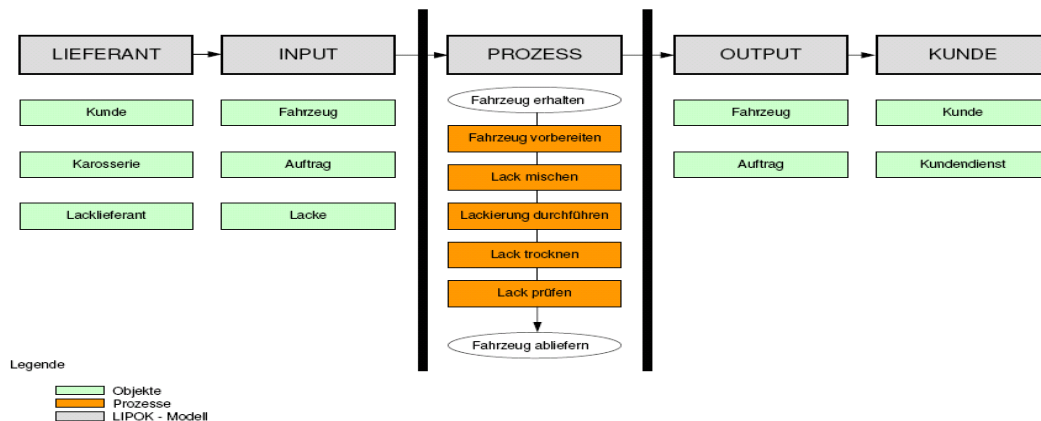 LIEFERANT
INPUT
PROZESS
OUTPUT
KUNDE
Kunde
Karosserie
Lacklieferant
Fahrzeug
Auftrag
Lacke
Fahrzeug erhalten
Fahrzeug vorbereiten
Lack mischen
Lackierung durchführen
Lack trocknen
Lack prüfen
Fahrzeug abliefern
Fahrzeug
Auftrag
Kunde
Kundendienst
Legende
Objekte
Prozesse
LIPOK - Modell